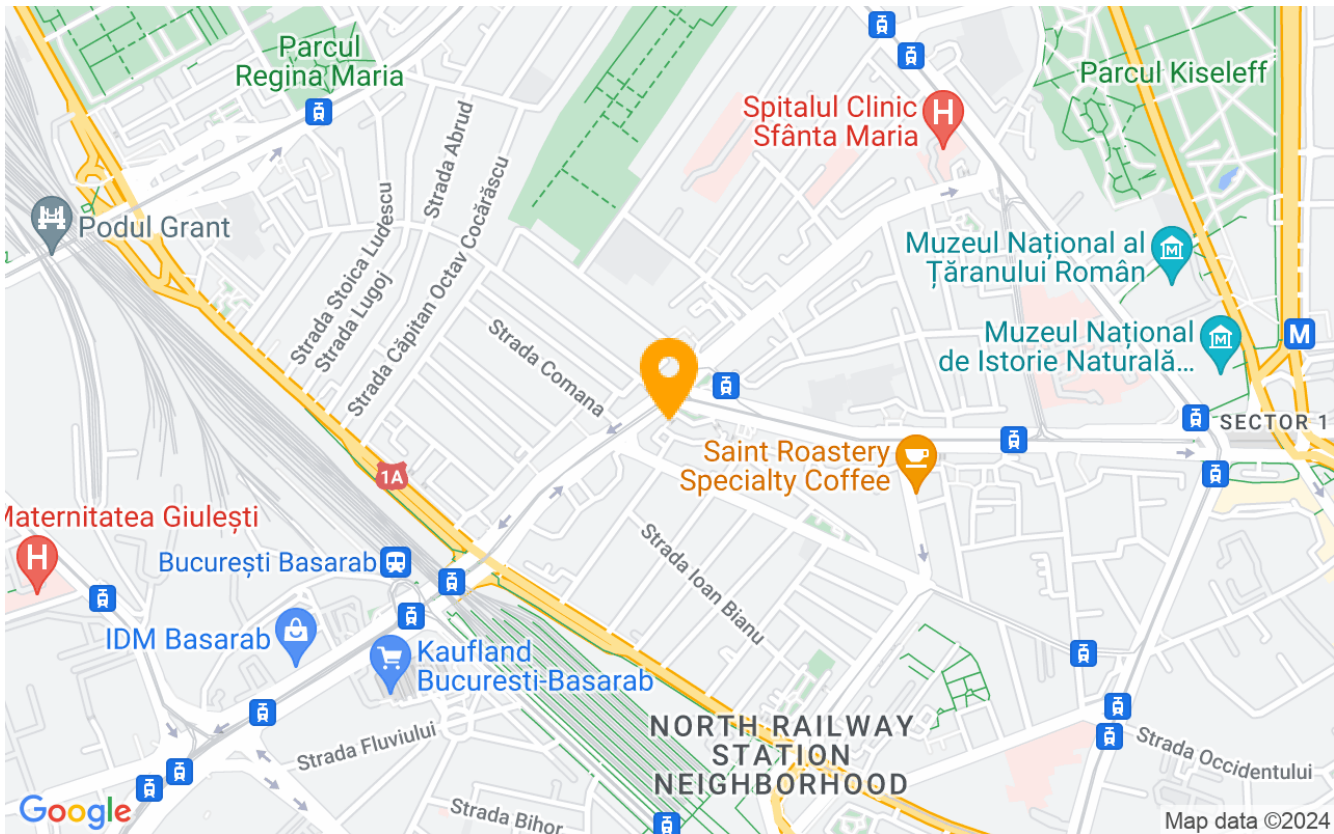 Parcul
Regina Maria
Parcul Kiseleff
Spitalul Clinic
Sfânta Maria
H
Strada Abrud
Strada Stoica Ludescu
Strada Lugoj
Strada Căpitan Octav Cocărăscu
Podul Grant
Muzeul Național al
Țăranului Român
M
Muzeul Național
de Istorie Naturală...
M
M
Strada Comana
SECTOR 1
Saint Roastery
Specialty Coffee
1A
Maternitatea Giulești
H
București Basarab
Strada Ioan Bianu
IDM Basarab
Kaufland
Bucuresti-Basarab
NORTH RAILWAY
STATION
NEIGHBORHOOD
Strada Fluviului
Strada Occidentului
Strada Bihor
Google
Map data ©2024